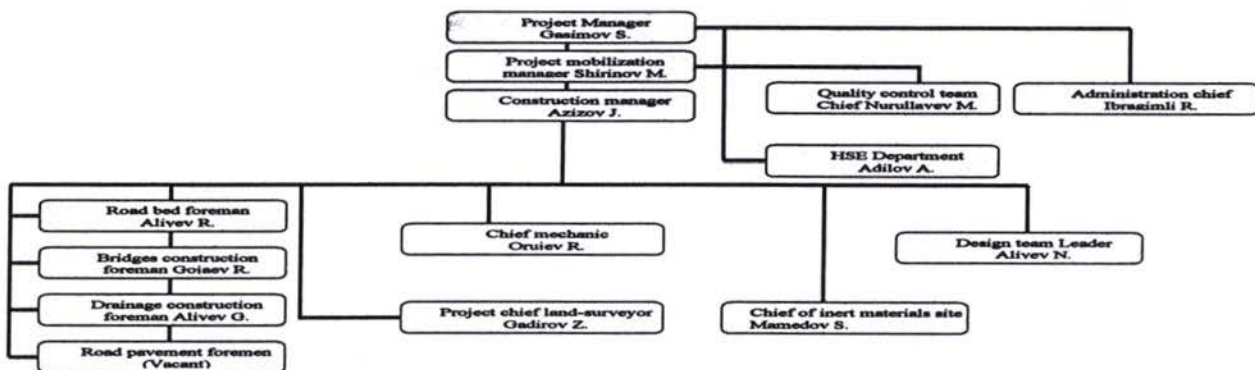 Project Manager
Gasimov S.
Project mobilization
manager Shirinov M.
Construction manager
Azizov J.
Quality control team
Chief Nurullayev M.
Administration chief
Ibragimli R.
HSE Department
Adilov A.
Road bed foreman
Aliyev R.
Bridges construction
foreman Gojaev R.
Drainage construction
foreman Aliyev G.
Road pavement foremen
(Vacant)
Chief mechanic
Orujev R.
Project chief land-surveyor
Gadirov Z.
Chief of inert materials site
Mamedov S.
Design team Leader
Aliyev N.